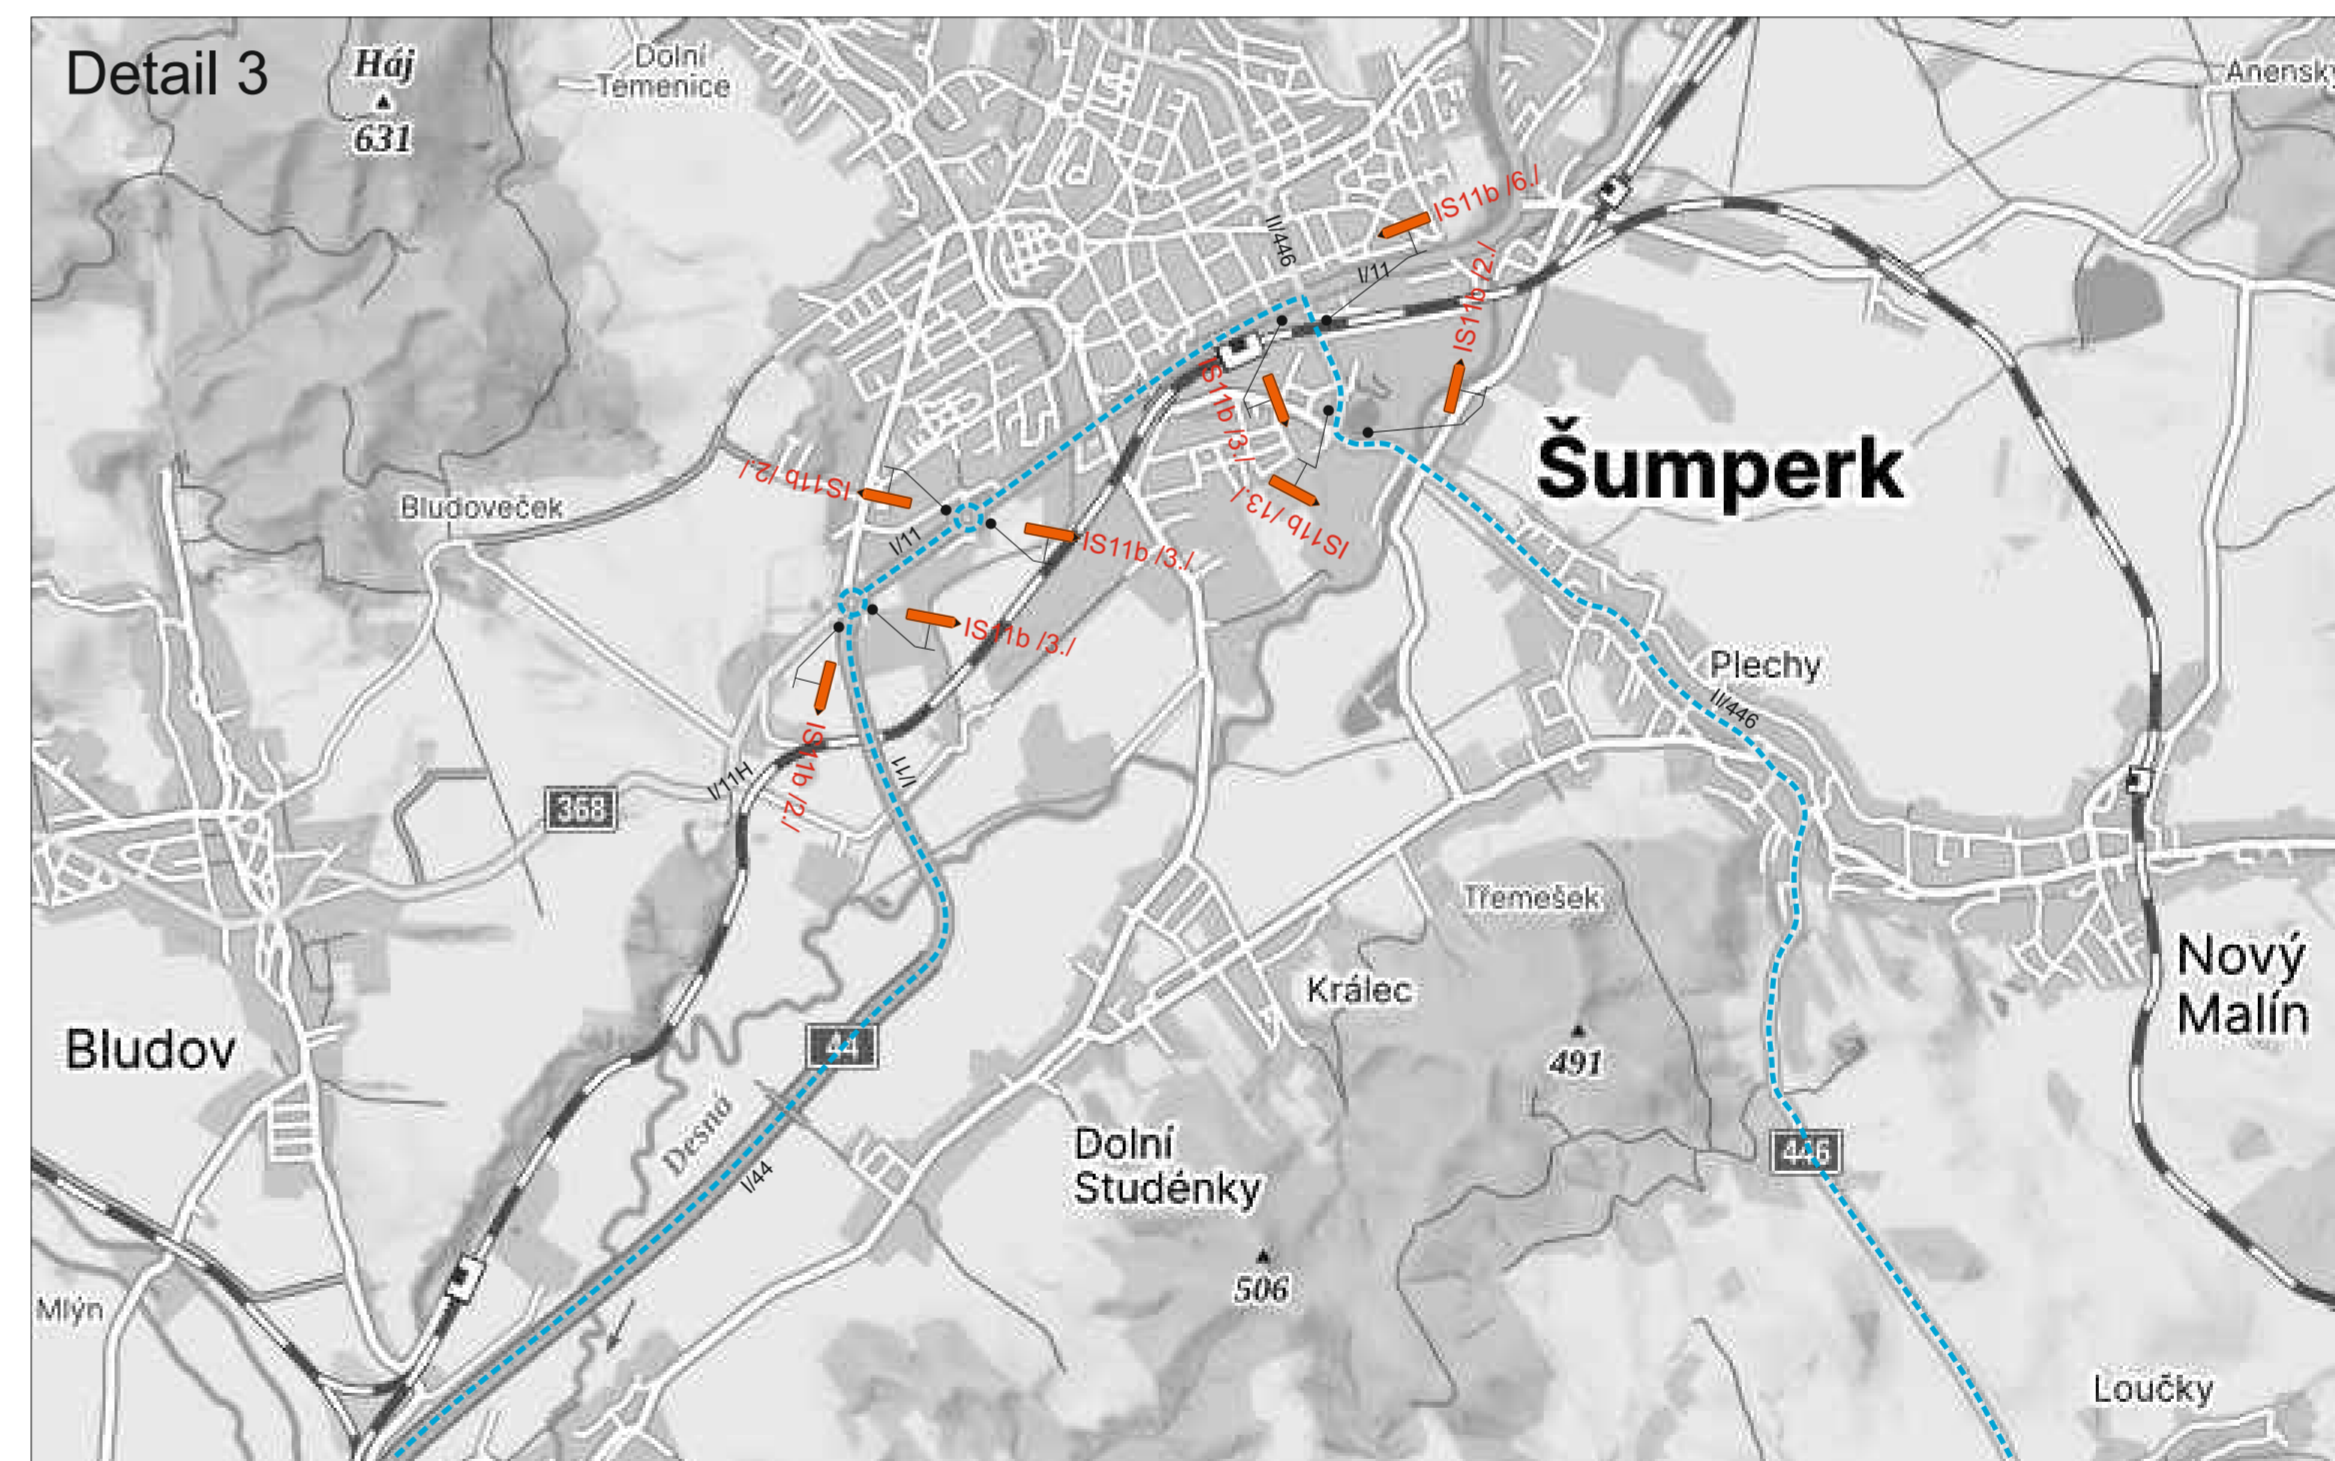 Detail 3
Háj
631
Dolní
Temenice
Anenský
IS11b /6./
II/446
I/11
IS11b /2./
IS11b /3./
Šumperk
IS11b /2./
IS11b /13./
Bludoveček
I/11
IS11b /3./
IS11b /3./
Plechy
II/446
IS11b /2./
I/11H
I/11
368
Třemešek
Králec
Nový
Malín
Bludov
44
491
Desná
Dolní
Studénky
446
I/44
506
Mlýn
Loučky